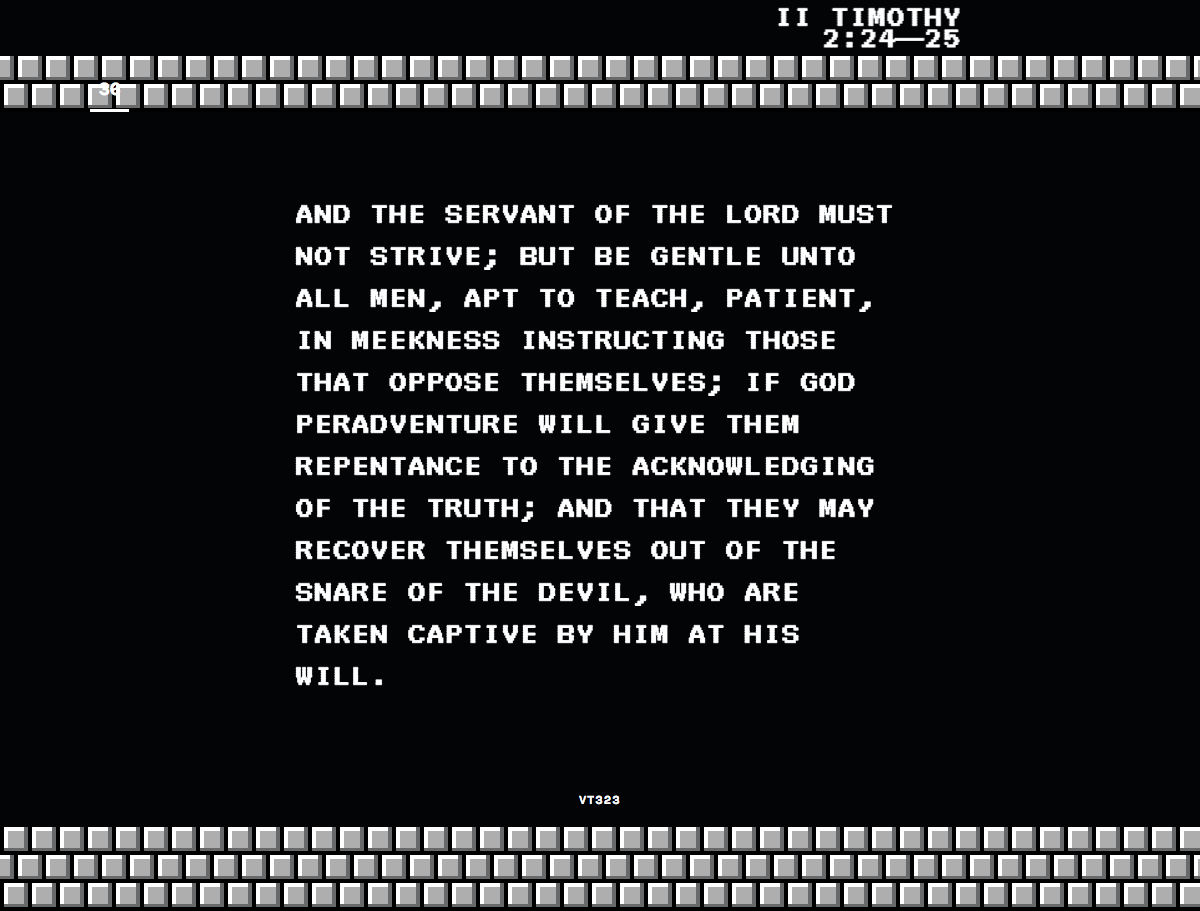 II TIMOTHY
2:24—25
36
AND THE SERVANT OF THE LORD MUST
NOT STRIVE; BUT BE GENTLE UNTO
ALL MEN, APT TO TEACH, PATIENT,
IN MEEKNESS INSTRUCTING THOSE
THAT OPPOSE THEMSELVES; IF GOD
PERADVENTURE WILL GIVE THEM
REPENTANCE TO THE ACKNOWLEDGING
OF THE TRUTH; AND THAT THEY MAY
RECOVER THEMSELVES OUT OF THE
SNARE OF THE DEVIL, WHO ARE
TAKEN CAPTIVE BY HIM AT HIS
WILL.
VT323